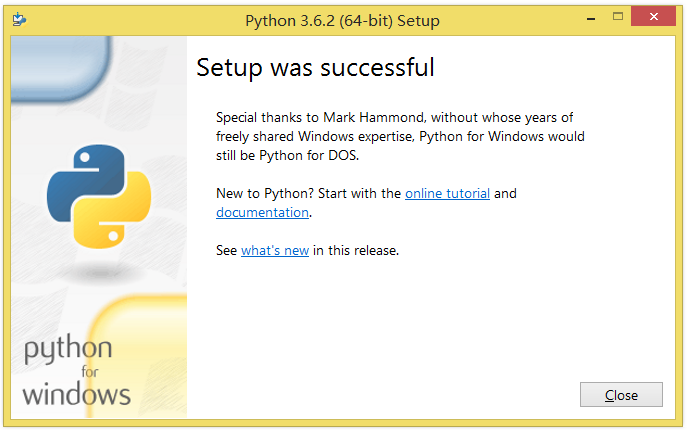 Python 3.6.2 (64-bit) Setup
Setup was successful
Special thanks to Mark Hammond, without whose years of
freely shared Windows expertise, Python for Windows would
still be Python for DOS.
New to Python? Start with the online tutorial and
documentation.
See what's new in this release.
python
for
windows
Close